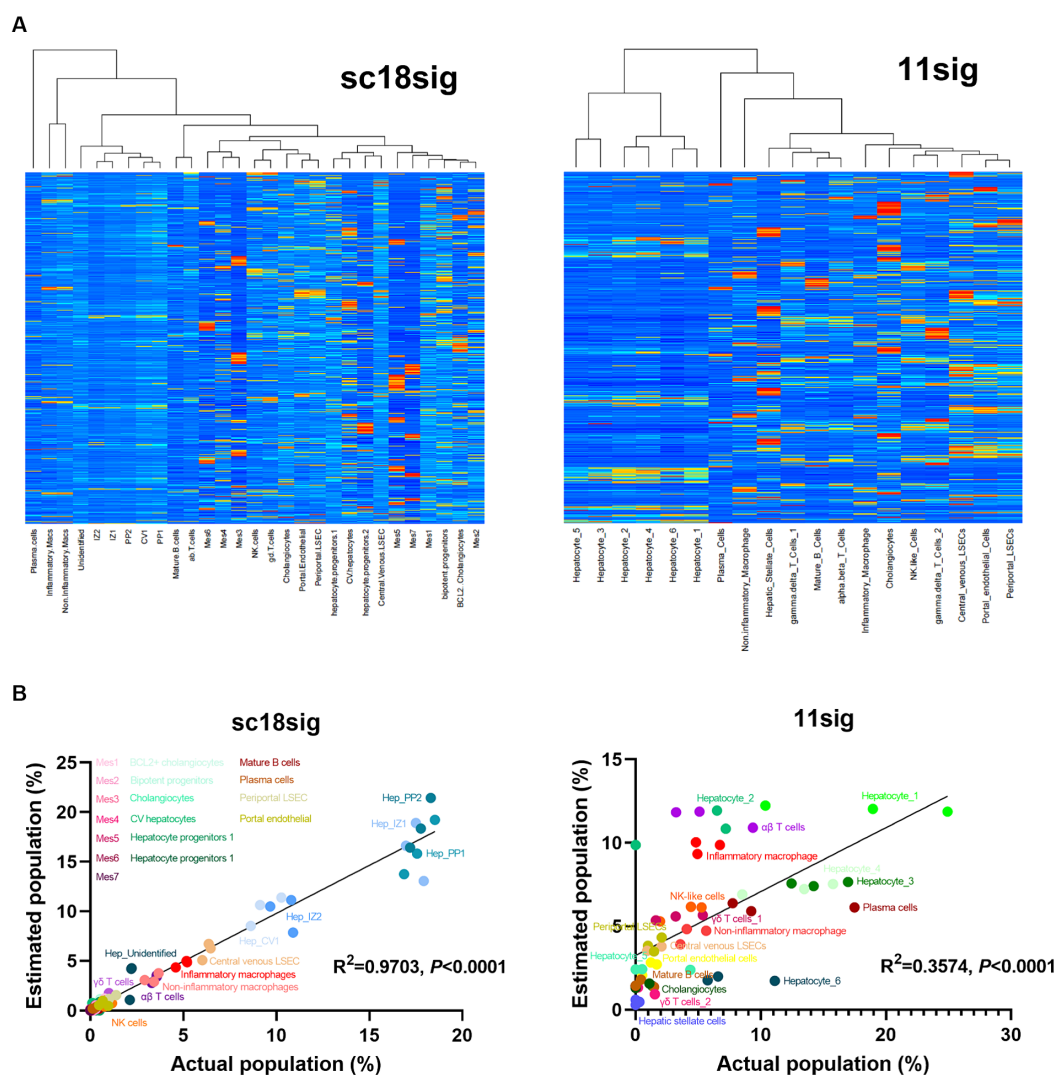 A
sc18sig
11sig
Plasma.cells
Inflammatory.Macs
Non.Inflammatory.Macs
Unidentified
IZ2
IZ1
PP2
CV1
PP1
Mature.B.cells
ab.T.cells
Mes6
Mes4
Mes3
NK.cells
gd.T.cells
Cholangiocytes
Portal.Endothelial
Periportal.LSEC
hepatocyte.progenitors.1
CV.hepatocytes
hepatocyte.progenitors.2
Central.Venous.LSEC
Mes5
Mes7
Mes1
bipotent.progenitors
BCL2. Cholangiocytes
Mes2
Hepatocyte_5
Hepatocyte_3
Hepatocyte_2
Hepatocyte_4
Hepatocyte_6
Hepatocyte_1
Plasma_Cells
Non.inflammatory_Macrophage
Hepatic_Stellate_Cells
gamma.delta_T_Cells_1
Mature_B_Cells
alpha.beta_T_Cells
Inflammatory_Macrophage
Cholangiocytes
NK.like_Cells
gamma.delta_T_Cells_2
Central_venous_LSECs
Portal_endothelial_Cells
Periportal_LSECs
B
sc18sig
Estimated population (%)
25
20
15
10
5
0
Mes1 BCL2+ cholangiocytes Mature B cells
Mes2 Bipotent progenitors Plasma cells
Mes3 Cholangiocytes Periportal LSEC
Mes4 CV hepatocytes Portal endothelial
Mes5 Hepatocyte progenitors 1
Mes6 Hepatocyte progenitors 1
Mes7
Hep_PP2
Hep_IZ1
Hep_PP1
Hep_IZ2
Hep_CV1
Hep_Unidentified
Central venous LSEC
γδ T cells
Inflammatory macrophages
Non-inflammatory macrophages
αβ T cells
NK cells
R²=0.9703, P<0.0001
0 5 10 15 20
Actual population (%)
11sig
Estimated population (%)
15
10
5
0
Hepatocyte_2
Hepatocyte_1
αβ T cells
Inflammatory macrophage
Hepatocyte_4
Hepatocyte_3
NK-like cells
Plasma cells
Periportal LSECs
γδ T cells_1
Non-inflammatory macrophage
Central venous LSECs
Hepatocyte_5
Portal endothelial cells
Mature B cells
Hepatocyte_6
Cholangiocytes
γδ T cells_2
Hepatic stellate cells
R²=0.3574, P<0.0001
0 10 20 30
Actual population (%)